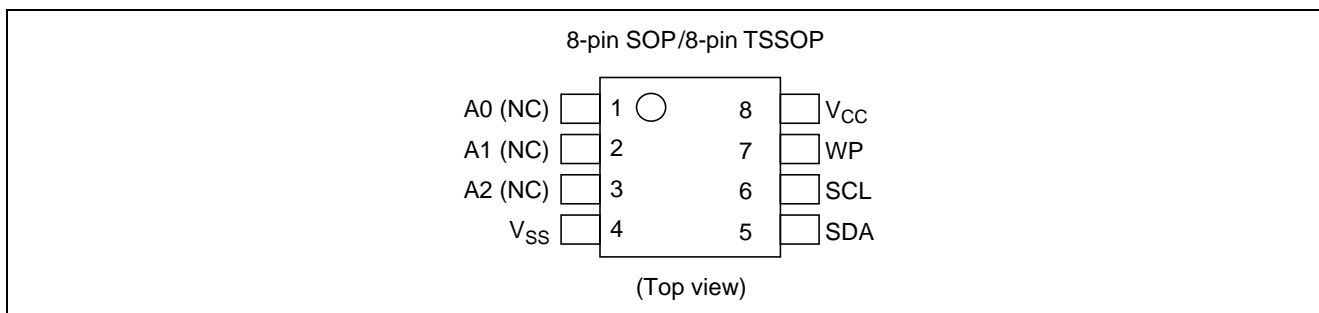 8-pin SOP/8-pin TSSOP
A0 (NC) 1 8 VCC
A1 (NC) 2 7 WP
A2 (NC) 3 6 SCL
VSS 4 5 SDA
(Top view)